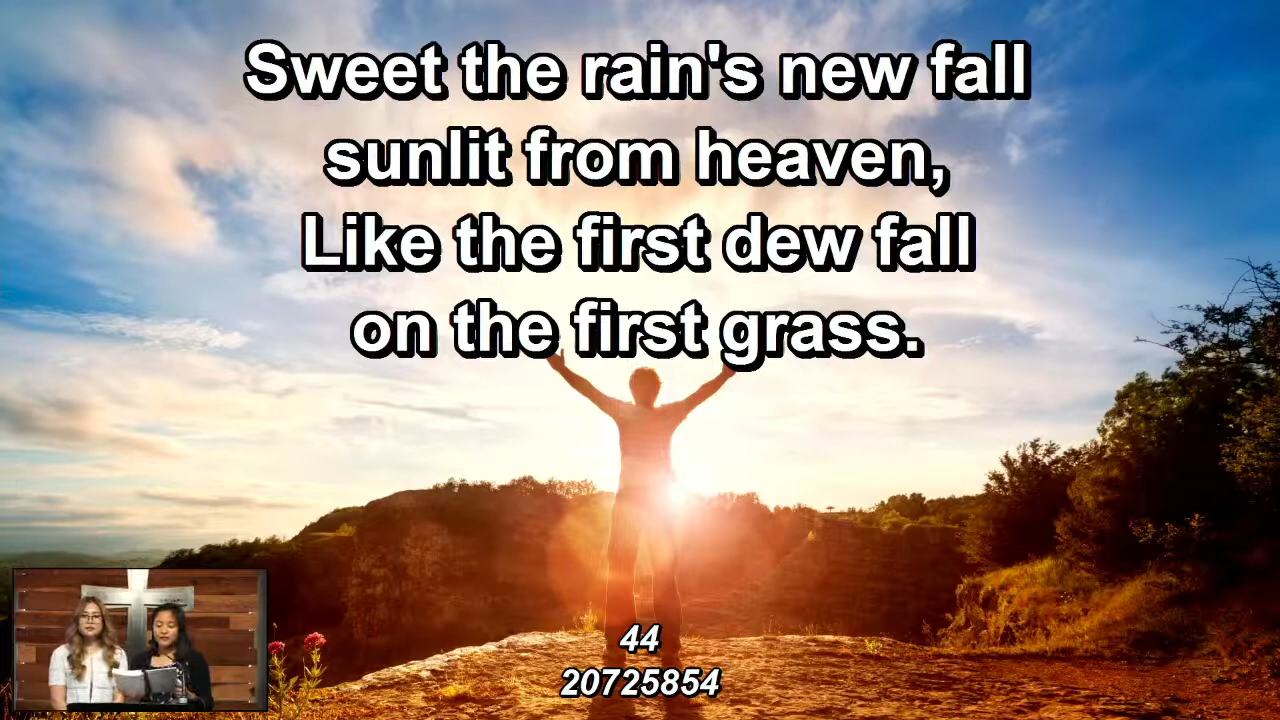 Sweet the rain's new fall
sunlit from heaven,
Like the first dew fall
on the first grass.
44
20725854